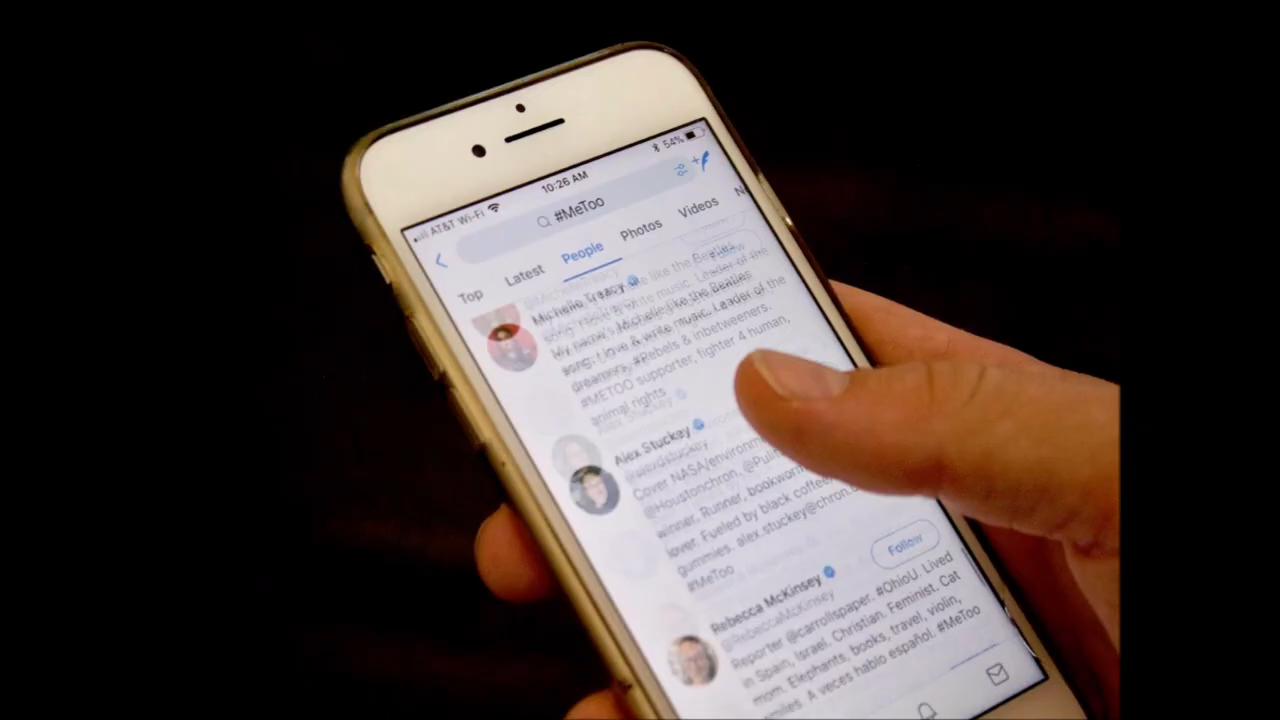 AT&T Wi-Fi 10:26 AM 54%
#MeToo
Top Latest People Photos Videos
Michelle Treacy
My name's Michelle like the Beatles
song. I love & write music. Leader of the
dreamers, #Rebels & inbetweeners.
#METOO supporter, fighter 4 human,
animal rights
Alex Stuckey
@alexdstuckey
Cover NASA/environme
@Houstonchron. @Puli
winner, Runner, bookworm
lover. Fueled by black coffee
gummies. alex.stuckey@chron.
#MeToo
Rebecca McKinsey Follow
@RebeccaMcKinsey
Reporter @carrollspaper. #OhioU. Lived
in Spain, Israel. Christian. Feminist. Cat
mom. Elephants, books, travel, violin,
smiles. A veces hablo español. #MeToo